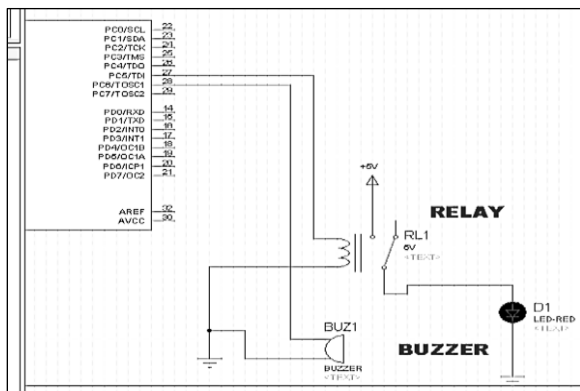 PC0/SCL 22
PC1/SDA 23
PC2/TCK 24
PC3/TMS 25
PC4/TDO 26
PC5/TDI 27
PC6/TOSC1 28
PC7/TOSC2 29
PD0/RXD 14
PD1/TXD 15
PD2/INT0 16
PD3/INT1 17
PD4/OC1B 18
PD5/OC1A 19
PD6/ICP1 20
PD7/OC2 21
AREF 32
AVCC 30
+5V
RELAY
RL1
5V
<TEXT>
D1
LED-RED
<TEXT>
BUZ1
BUZZER
<TEXT>
BUZZER